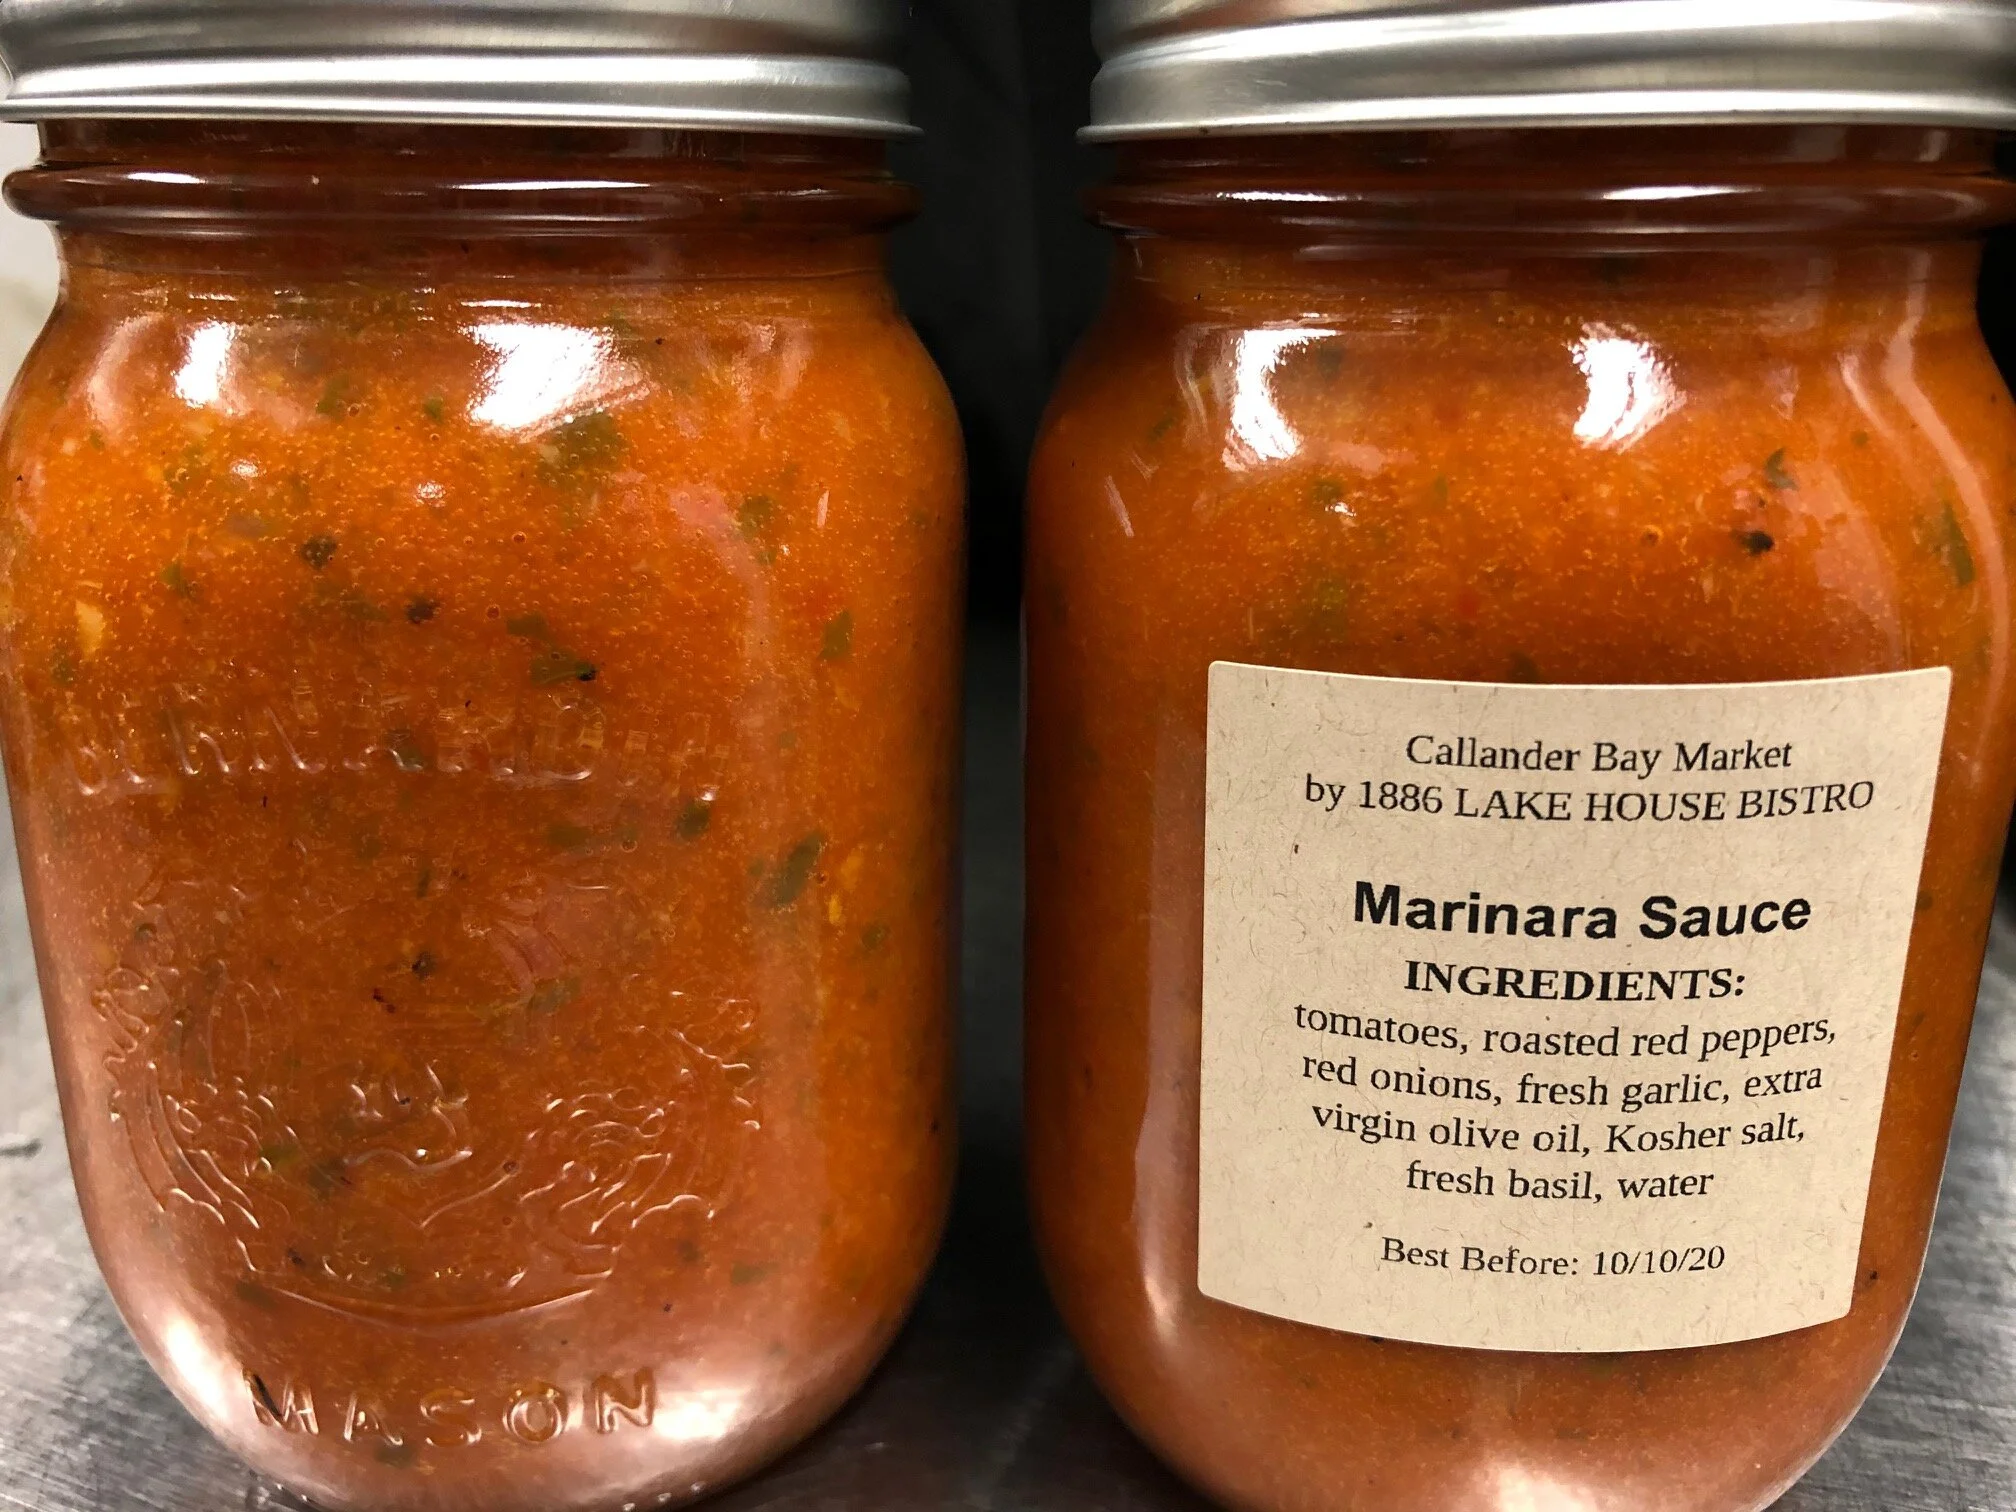 BERNARDIN
MASON
Callander Bay Market
by 1886 LAKE HOUSE BISTRO
Marinara Sauce
INGREDIENTS:
tomatoes, roasted red peppers,
red onions, fresh garlic, extra
virgin olive oil, Kosher salt,
fresh basil, water
Best Before: 10/10/20